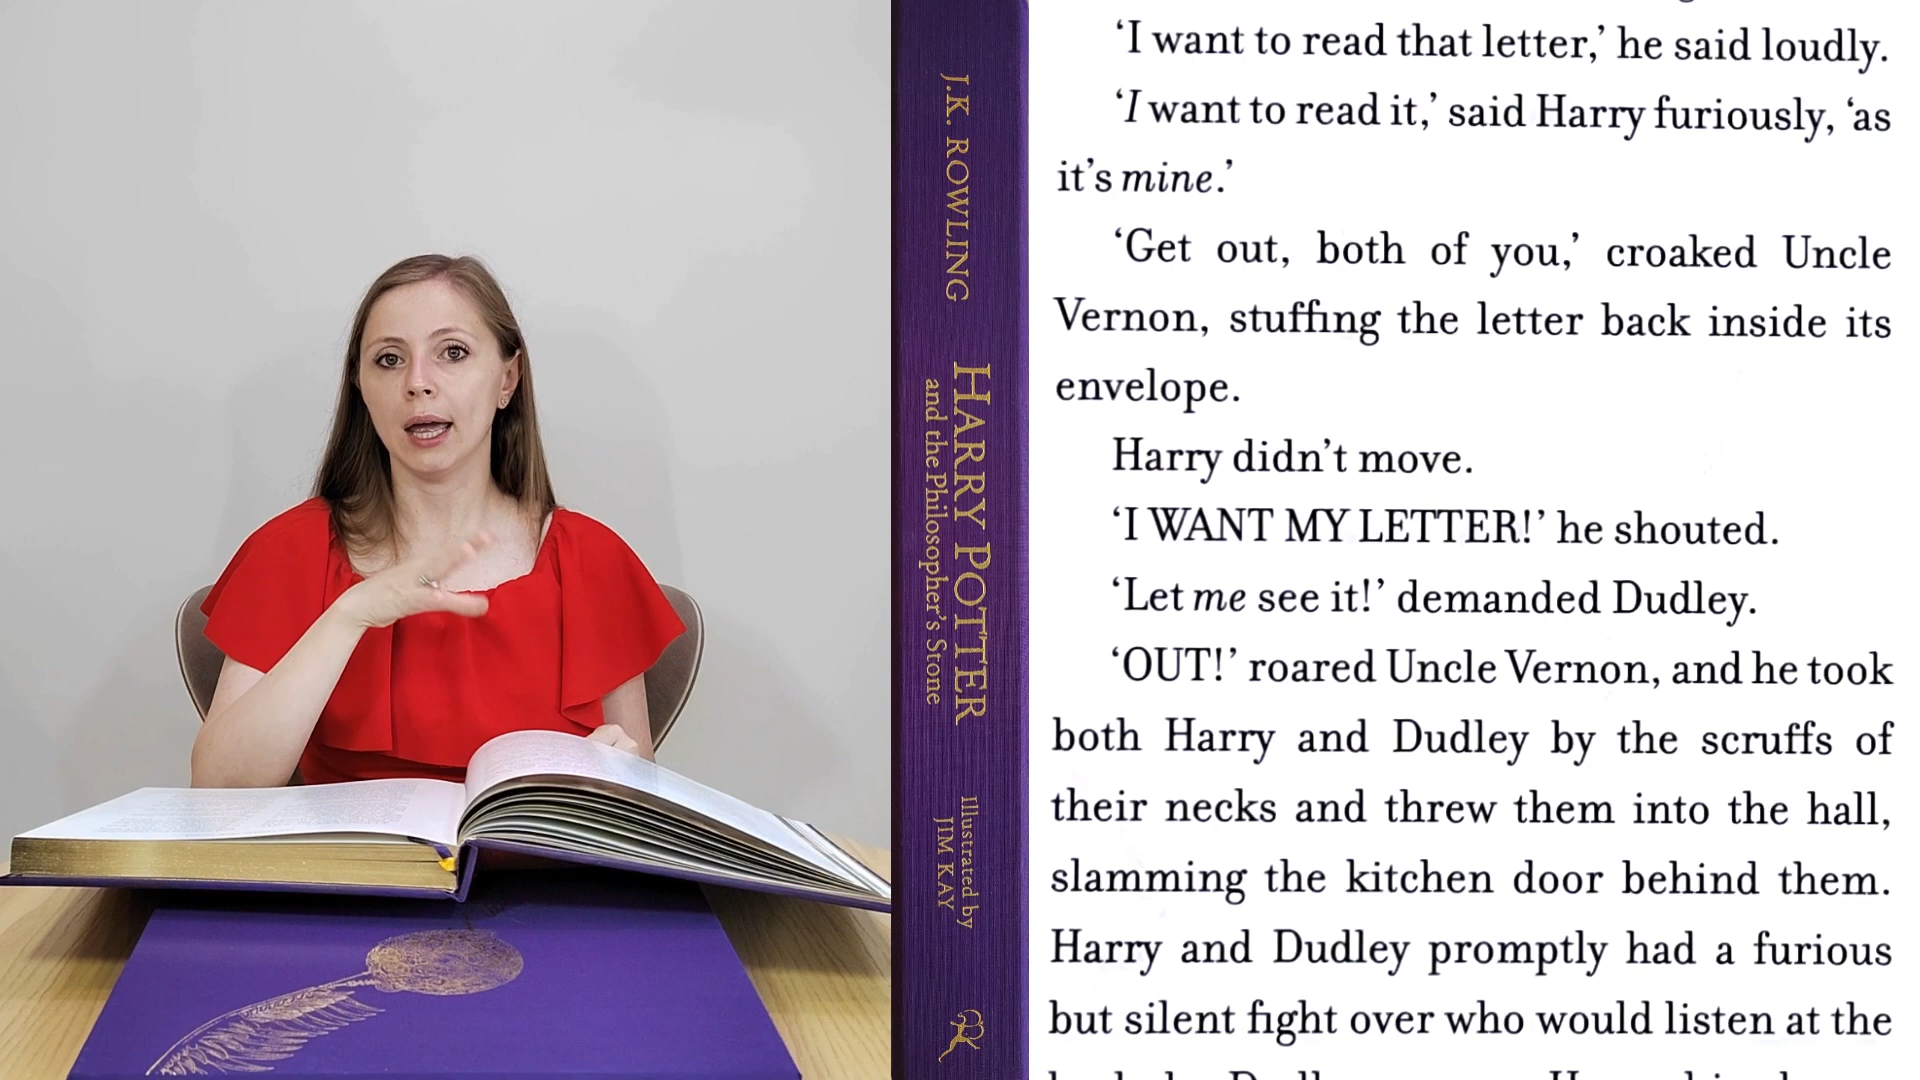 J.K. ROWLING
HARRY POTTER
and the Philosopher's Stone
Illustrated by
JIM KAY
‘I want to read that letter,’ he said loudly.
‘I want to read it,’ said Harry furiously, ‘as
it’s mine.’
‘Get out, both of you,’ croaked Uncle
Vernon, stuffing the letter back inside its
envelope.
Harry didn’t move.
‘I WANT MY LETTER!’ he shouted.
‘Let me see it!’ demanded Dudley.
‘OUT!’ roared Uncle Vernon, and he took
both Harry and Dudley by the scruffs of
their necks and threw them into the hall,
slamming the kitchen door behind them.
Harry and Dudley promptly had a furious
but silent fight over who would listen at the